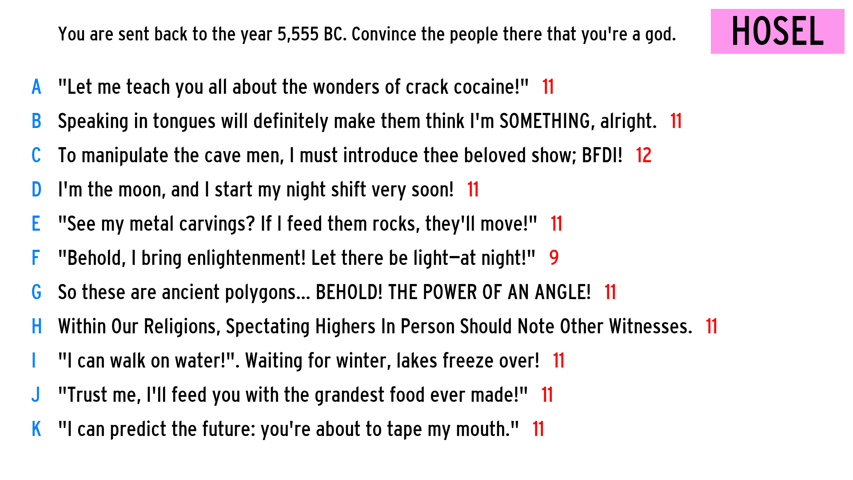 You are sent back to the year 5,555 BC. Convince the people there that you're a god. HOSEL
A "Let me teach you all about the wonders of crack cocaine!" 11
B Speaking in tongues will definitely make them think I'm SOMETHING, alright. 11
C To manipulate the cave men, I must introduce thee beloved show; BFDI! 12
D I'm the moon, and I start my night shift very soon! 11
E "See my metal carvings? If I feed them rocks, they'll move!" 11
F "Behold, I bring enlightenment! Let there be light—at night!" 9
G So these are ancient polygons... BEHOLD! THE POWER OF AN ANGLE! 11
H Within Our Religions, Spectating Highers In Person Should Note Other Witnesses. 11
I "I can walk on water!". Waiting for winter, lakes freeze over! 11
J "Trust me, I'll feed you with the grandest food ever made!" 11
K "I can predict the future: you're about to tape my mouth." 11